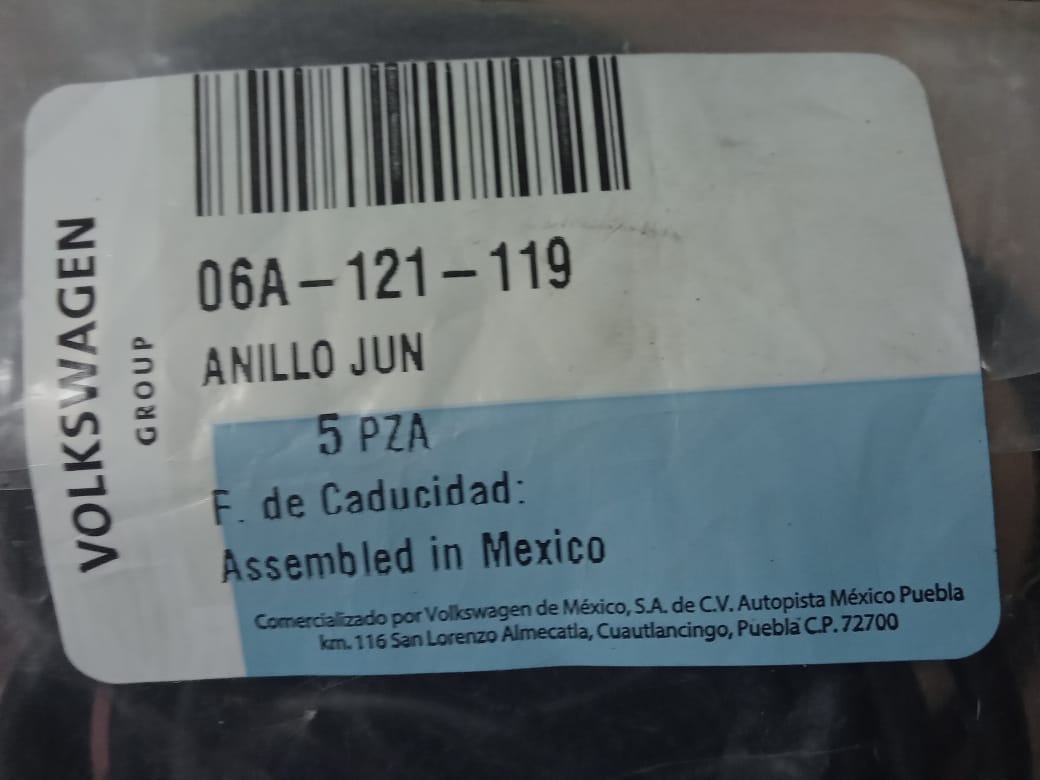 VOLKSWAGEN
GROUP
06A-121-119
ANILLO JUN
5 PZA
F. de Caducidad:
Assembled in Mexico
Comercializado por Volkswagen de México, S.A. de C.V. Autopista México Puebla
km. 116 San Lorenzo Almecatla, Cuautlancingo, Puebla C.P. 72700